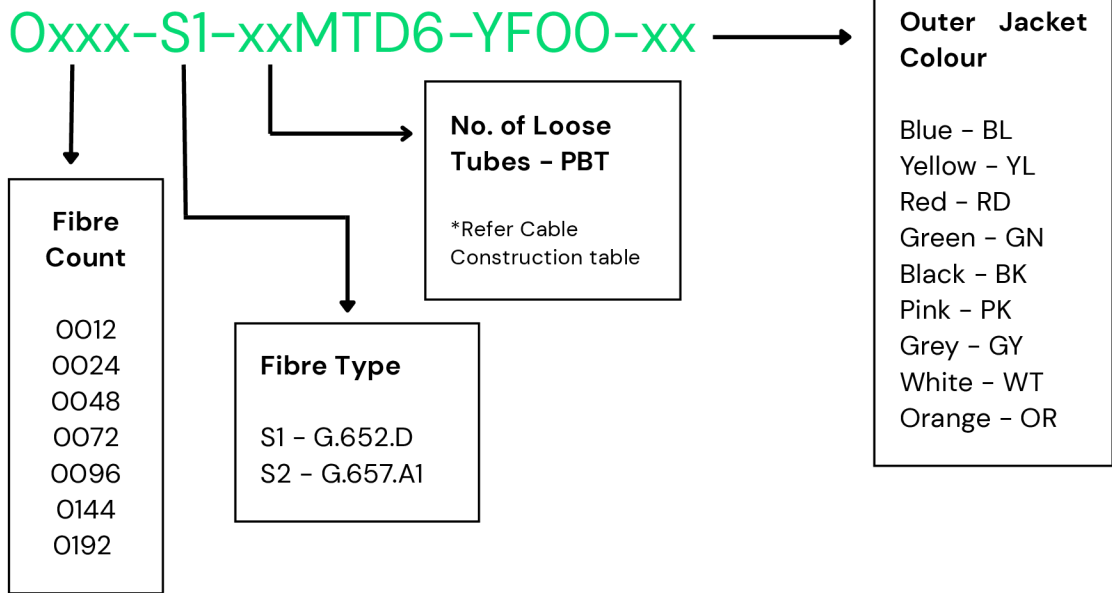 Oxxx-S1-xxMTD6-YFOO-xx
Outer Jacket
Colour
Blue - BL
Yellow - YL
Red - RD
Green - GN
Black - BK
Pink - PK
Grey - GY
White - WT
Orange - OR
No. of Loose
Tubes - PBT
*Refer Cable
Construction table
Fibre
Count
0012
0024
0048
0072
0096
0144
0192
Fibre Type
S1 - G.652.D
S2 - G.657.A1